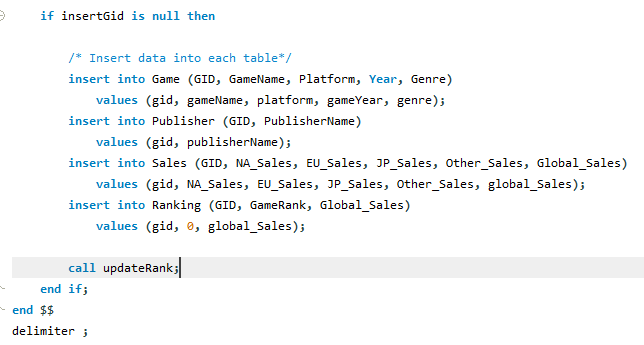 if insertGid is null then
/* Insert data into each table*/
insert into Game (GID, GameName, Platform, Year, Genre)
values (gid, gameName, platform, gameYear, genre);
insert into Publisher (GID, PublisherName)
values (gid, publisherName);
insert into Sales (GID, NA_Sales, EU_Sales, JP_Sales, Other_Sales, Global_Sales)
values (gid, NA_Sales, EU_Sales, JP_Sales, Other_Sales, global_Sales);
insert into Ranking (GID, GameRank, Global_Sales)
values (gid, 0, global_Sales);
call updateRank;
end if;
end $$
delimiter ;